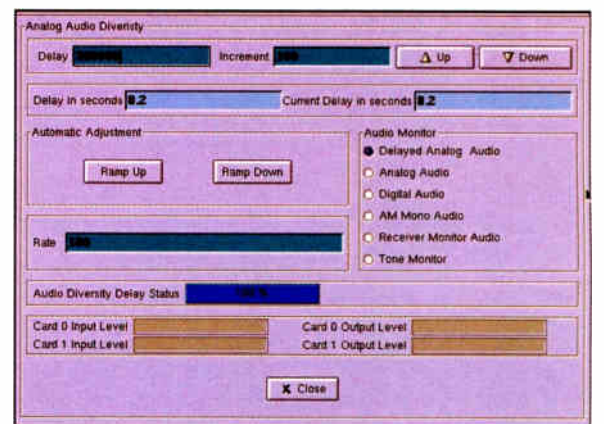 Analog Audio Diveristy
Delay Increment Up Down
Delay in seconds 8.2 Current Delay in seconds 8.2
Automatic Adjustment Audio Monitor
Delayed Analog Audio
Ramp Up Ramp Down Analog Audio
Digital Audio
AM Mono Audio
Rate Receiver Monitor Audio
Tone Monitor
Audio Diversity Delay Status
Card 0 Input Level Card 0 Output Level
Card 1 Input Level Card 1 Output Level
X Close